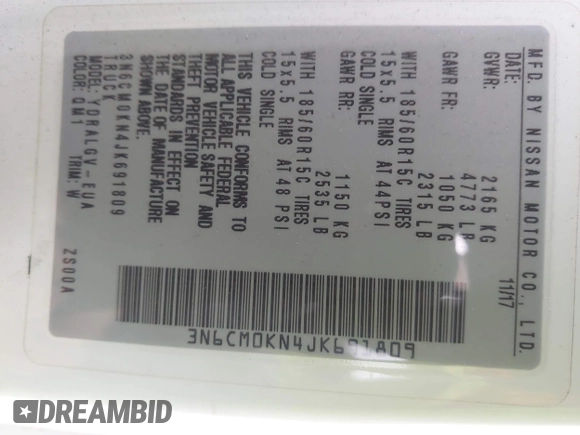 MFD. BY NISSAN MOTOR CO., LTD.
DATE: 11/17
GVWR: 2165 KG
4773 LB
GAWR FR: 1050 KG
2315 LB
WITH 185/60R15C TIRES
15x5.5 RIMS AT 44PSI
COLD SINGLE
GAWR RR: 1150 KG
2535 LB
WITH 185/60R15C TIRES
15x5.5 RIMS AT 48 PSI
COLD SINGLE
THIS VEHICLE CONFORMS TO
ALL APPLICABLE FEDERAL
MOTOR VEHICLE SAFETY AND
THEFT PREVENTION
STANDARDS IN EFFECT ON
THE DATE OF MANUFACTURE
SHOWN ABOVE.
3N6CM0KN4JK691809
TRUCK
MODEL: YDRALGV-EUA
COLOR: QM1 TRIM: W
ZS00A
3N6CM0KN4JK691809
DREAMBID